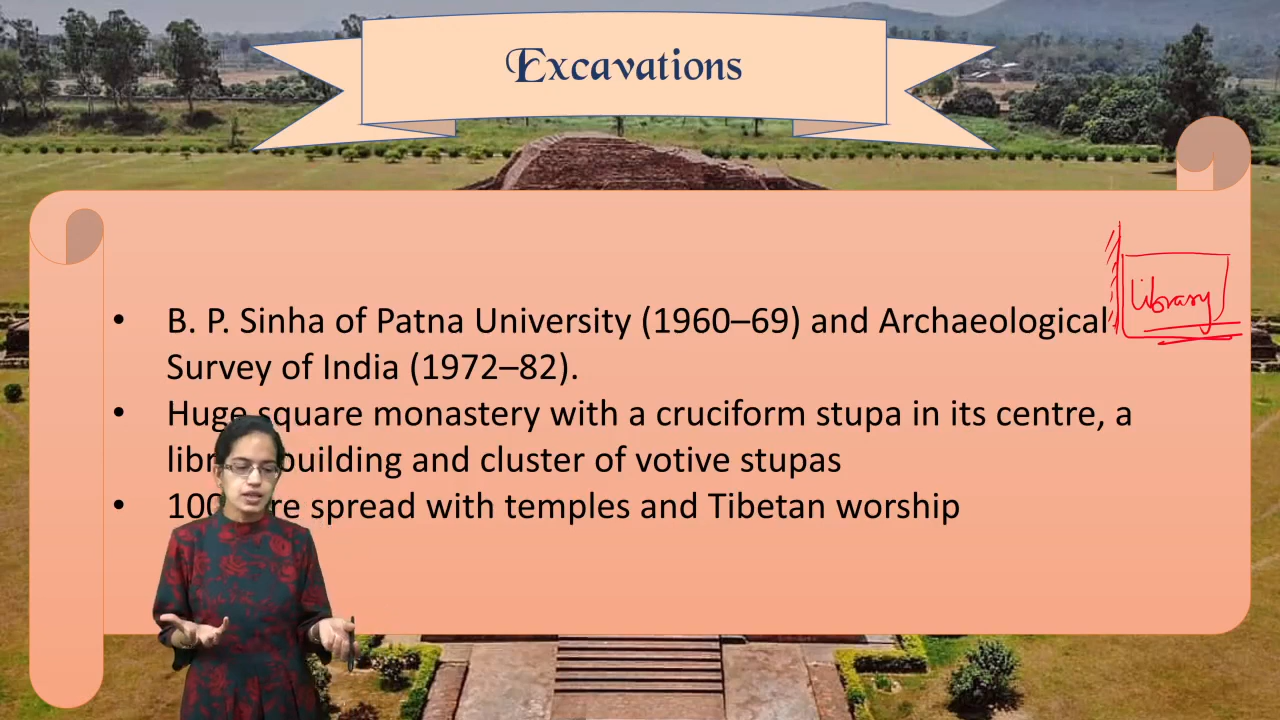 Excavations
library
• B. P. Sinha of Patna University (1960–69) and Archaeological
Survey of India (1972–82).
• Huge square monastery with a cruciform stupa in its centre, a
building and cluster of votive stupas
• spread with temples and Tibetan worship